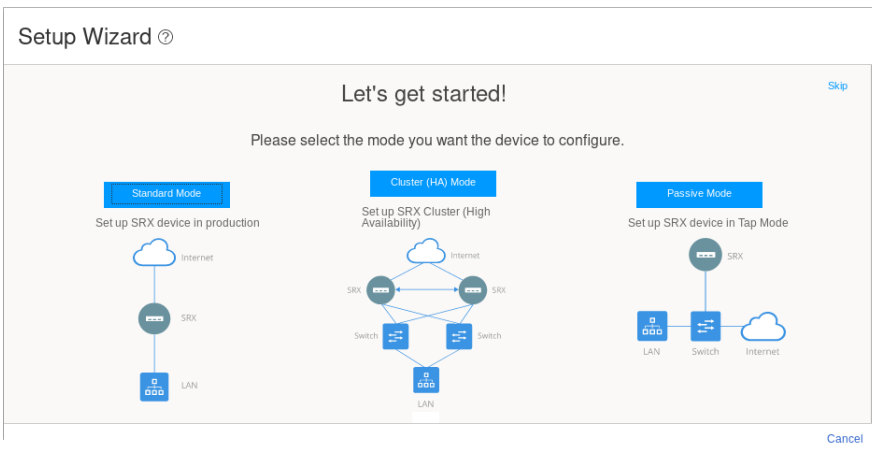 Setup Wizard
Skip
Let's get started!
Please select the mode you want the device to configure.
Standard Mode
Set up SRX device in production
Internet
SRX
LAN
Cluster (HA) Mode
Set up SRX Cluster (High
Availability)
Internet
SRX
SRX
Switch
Switch
LAN
Passive Mode
Set up SRX device in Tap Mode
SRX
LAN
Switch
Internet
Cancel